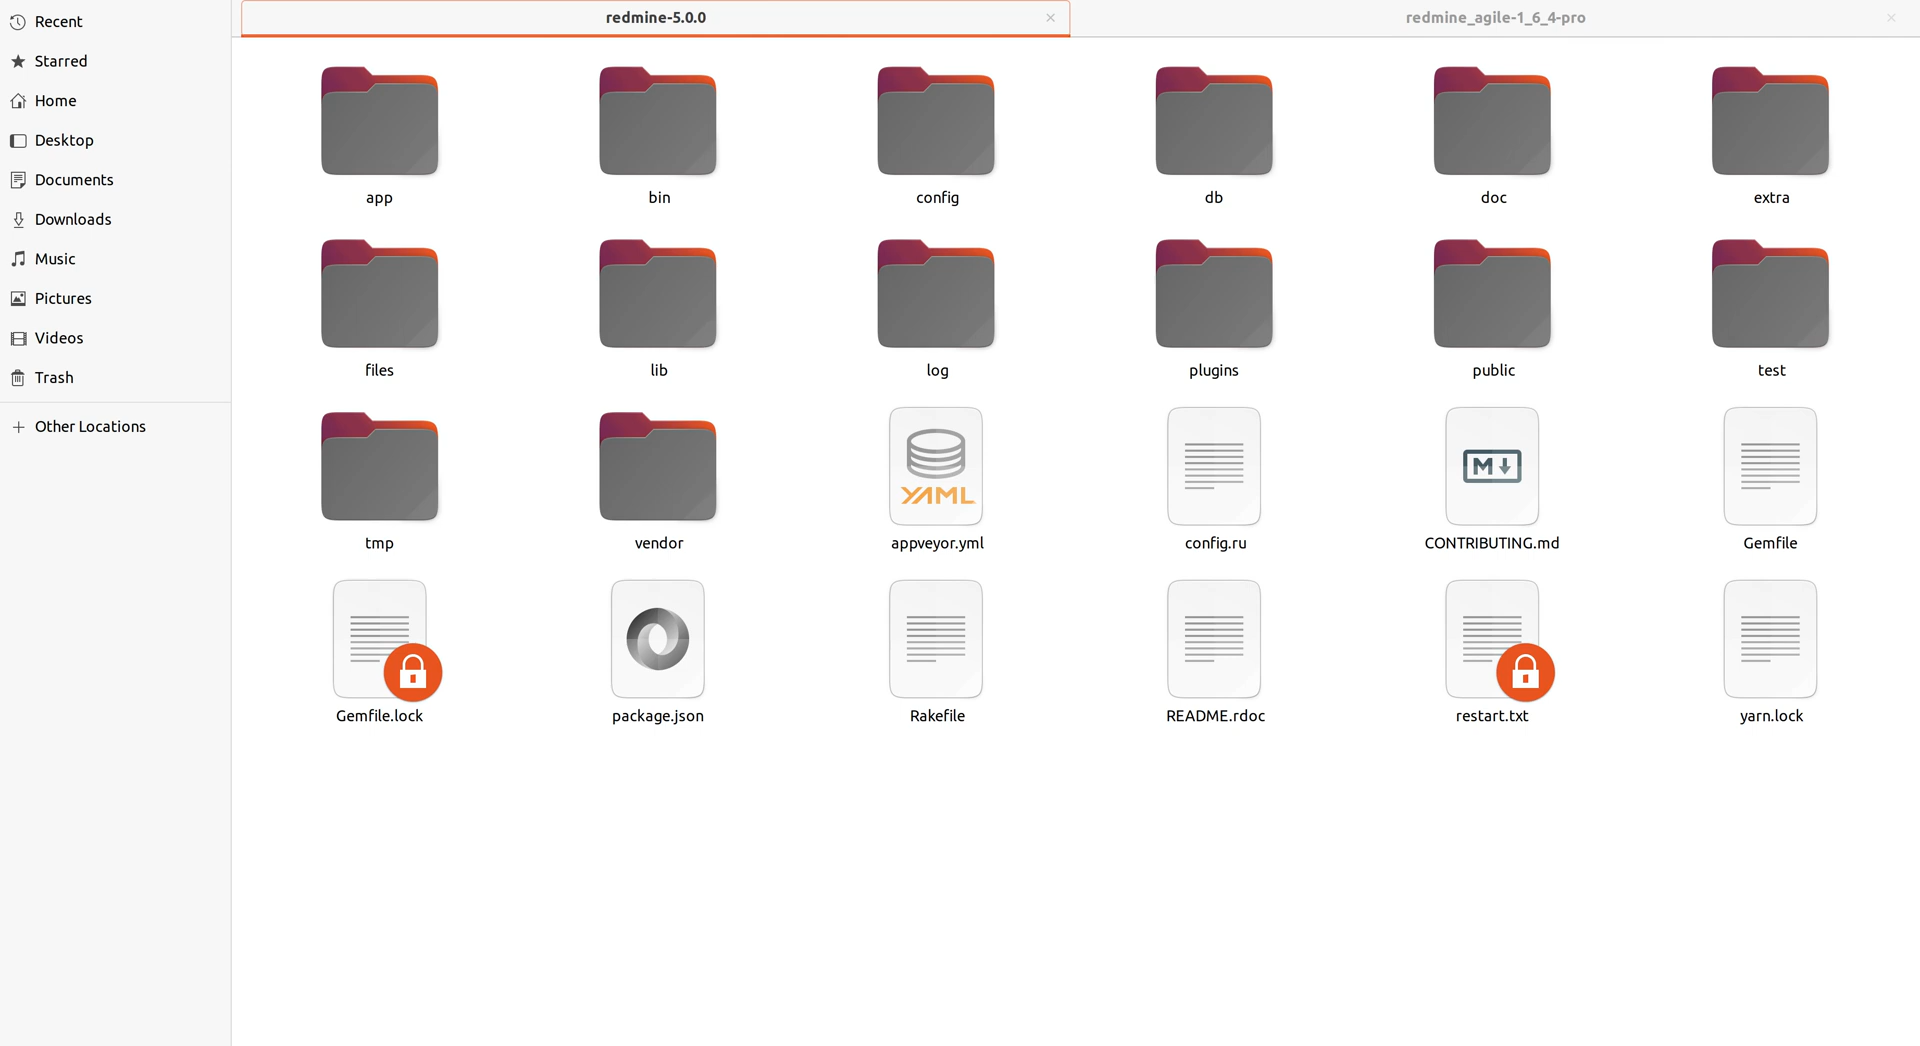 Recent
Starred
Home
Desktop
Documents
Downloads
Music
Pictures
Videos
Trash
Other Locations
redmine-5.0.0
redmine_agile-1_6_4-pro
app
bin
config
db
doc
extra
files
lib
log
plugins
public
test
tmp
vendor
YAML
appveyor.yml
config.ru
M
CONTRIBUTING.md
Gemfile
Gemfile.lock
package.json
Rakefile
README.rdoc
restart.txt
yarn.lock